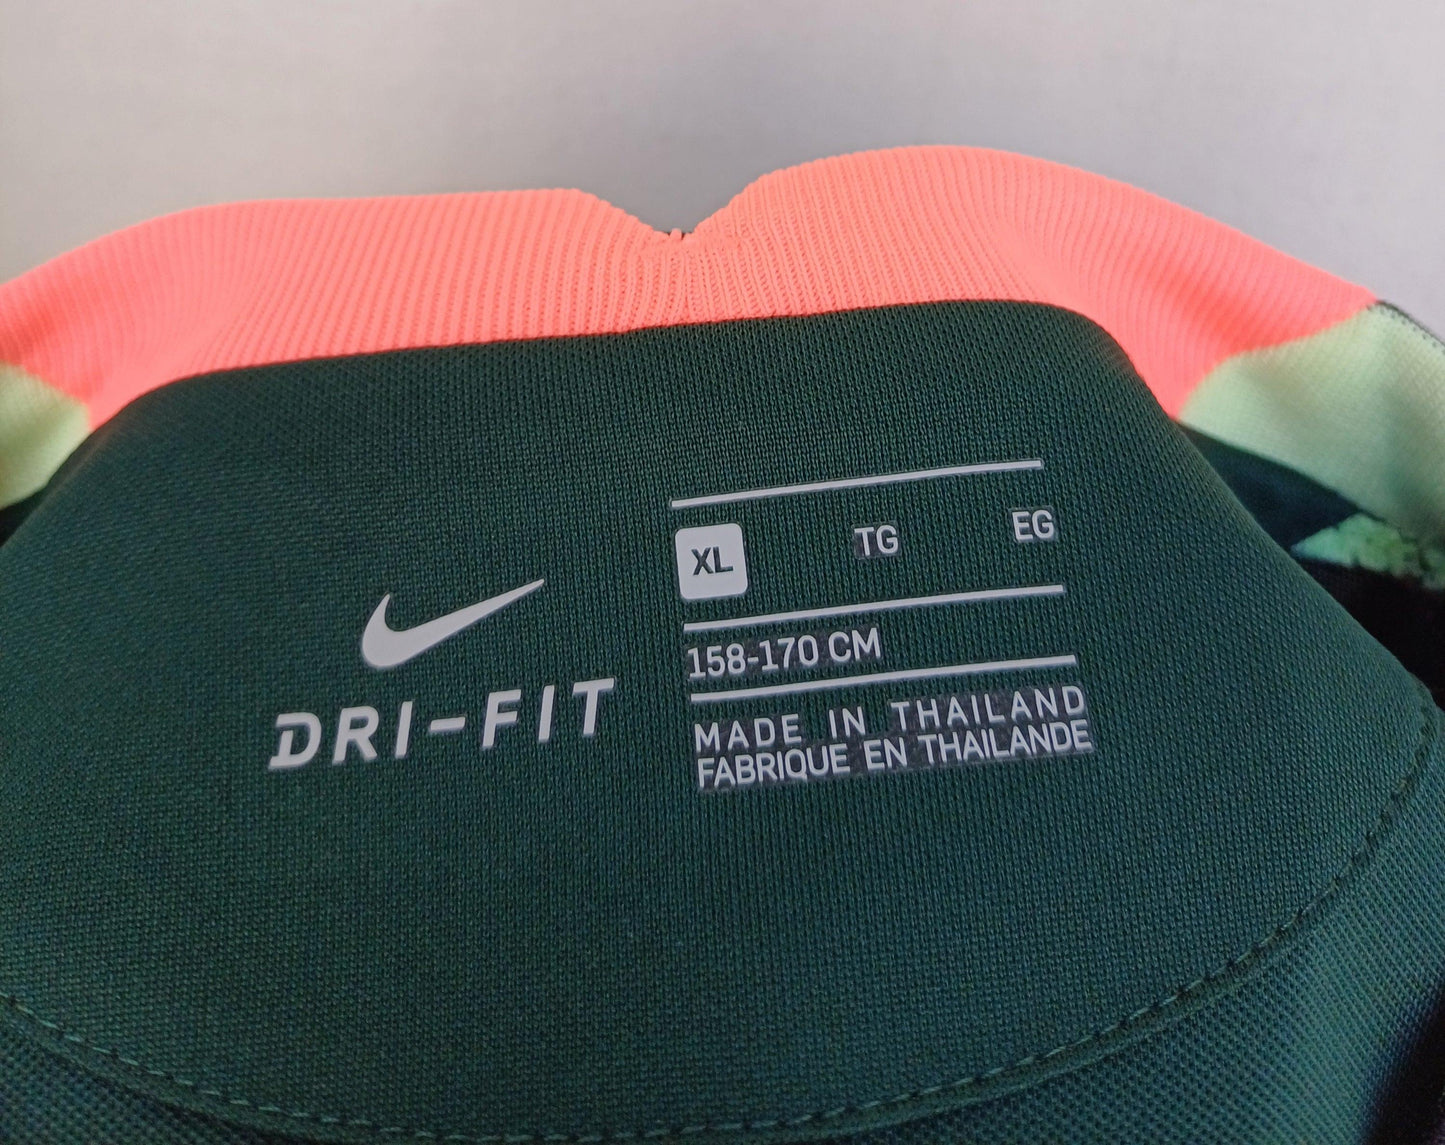 DRI-FIT
XL TG EG
158-170 CM
MADE IN THAILAND
FABRIQUE EN THAILANDE